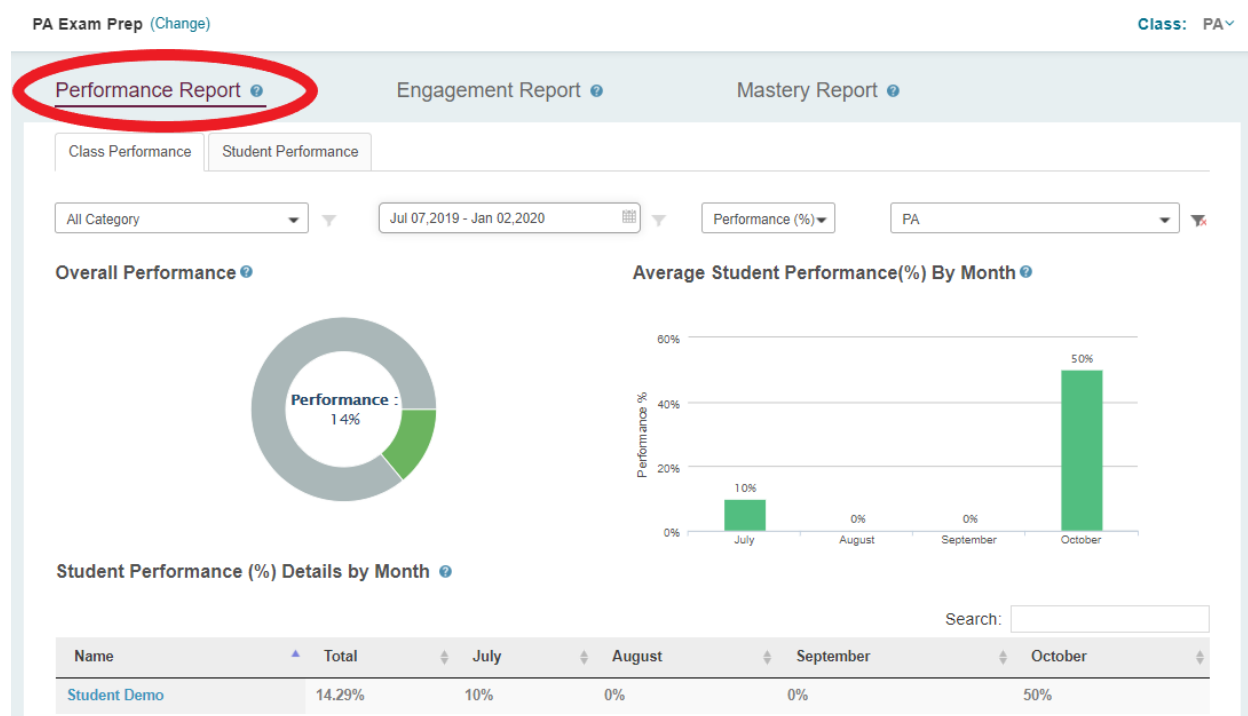 PA Exam Prep (Change) Class: PA
Performance Report Engagement Report Mastery Report
Class Performance Student Performance
All Category Jul 07,2019 - Jan 02,2020 Performance (%) PA
Overall Performance Average Student Performance(%) By Month
60%
50%
Performance :
14%
40%
Performance %
20%
10%
0% 0%
0%
July August September October
Student Performance (%) Details by Month
Search:
Name Total July August September October
Student Demo 14.29% 10% 0% 0% 50%